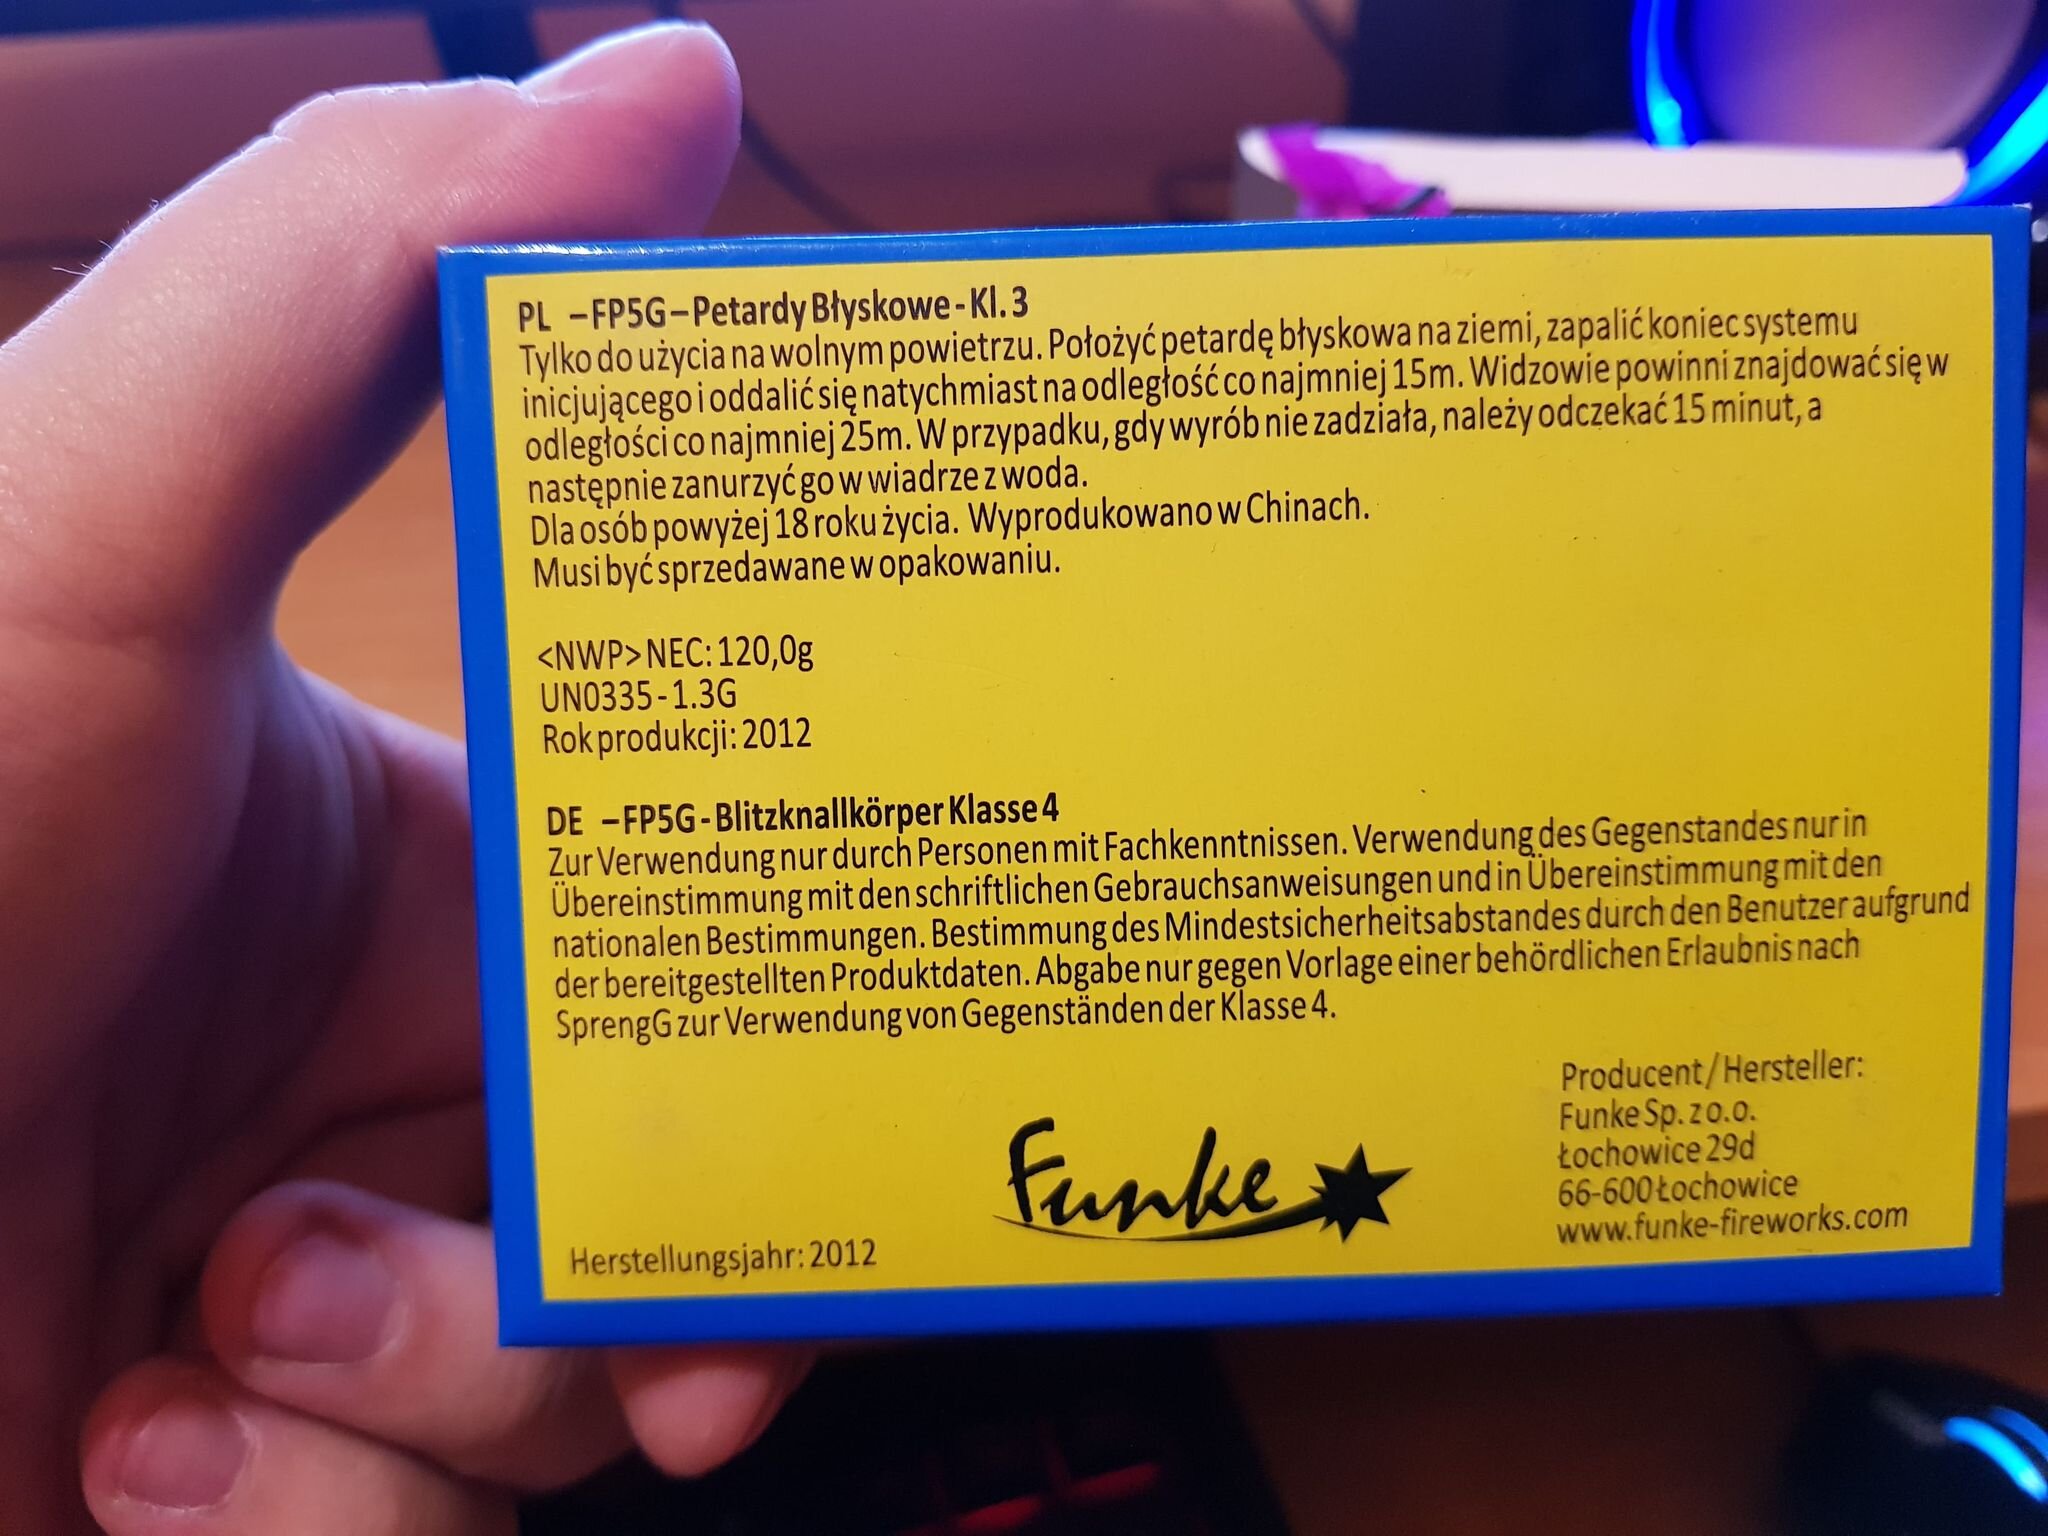 PL –FP5G–Petardy Błyskowe-Kl. 3
Tylko do użycia na wolnym powietrzu. Położyć petardę błyskowa na ziemi, zapalić koniec systemu
inicjującego i oddalić się natychmiast na odległość co najmniej 15m. Widzowie powinni znajdować się w
odległości co najmniej 25m. W przypadku, gdy wyrób nie zadziała, należy odczekać 15 minut, a
następnie zanurzyć go w wiadrze z woda.
Dla osób powyżej 18 roku życia. Wyprodukowano w Chinach.
Musi być sprzedawane w opakowaniu.
<NWP> NEC: 120,0g
UN0335-1.3G
Rok produkcji: 2012
DE –FP5G-Blitzknallkörper Klasse 4
Zur Verwendung nur durch Personen mit Fachkenntnissen. Verwendung des Gegenstandes nur in
Übereinstimmung mit den schriftlichen Gebrauchsanweisungen und in Übereinstimmung mit den
nationalen Bestimmungen. Bestimmung des Mindestsicherheitsabstandes durch den Benutzer aufgrund
der bereitgestellten Produktdaten. Abgabe nur gegen Vorlage einer behördlichen Erlaubnis nach
SprengG zur Verwendung von Gegenständen der Klasse 4.
Funke
Producent/Hersteller:
Funke Sp. z o.o.
Łochowice 29d
66-600 Łochowice
www.funke-fireworks.com
Herstellungsjahr: 2012